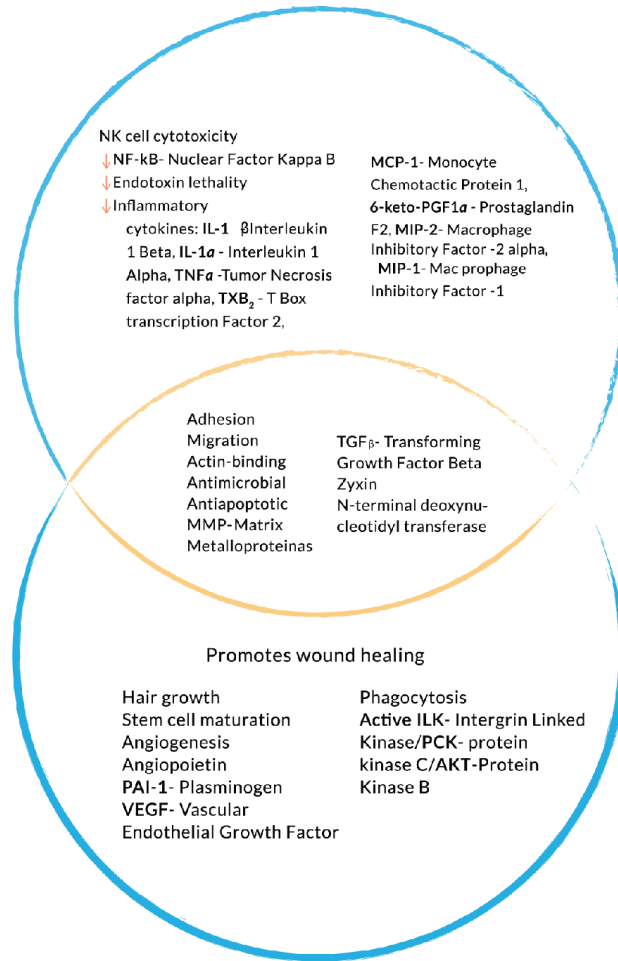 NK cell cytotoxicity
↓NF-kB- Nuclear Factor Kappa B
↓Endotoxin lethality
↓Inflammatory
cytokines: IL-1 βInterleukin
1 Beta, IL-1a - Interleukin 1
Alpha, TNFa -Tumor Necrosis
factor alpha, TXB₂ - T Box
transcription Factor 2,
MCP-1- Monocyte
Chemotactic Protein 1,
6-keto-PGF1a - Prostaglandin
F2, MIP-2- Macrophage
Inhibitory Factor -2 alpha,
MIP-1- Mac prophage
Inhibitory Factor -1
Adhesion
Migration
Actin-binding
Antimicrobial
Antiapoptotic
MMP-Matrix
Metalloproteinas
TGFβ- Transforming
Growth Factor Beta
Zyxin
N-terminal deoxynu-
cleotidyl transferase
Promotes wound healing
Hair growth
Stem cell maturation
Angiogenesis
Angiopoietin
PAI-1- Plasminogen
VEGF- Vascular
Endothelial Growth Factor
Phagocytosis
Active ILK- Intergrin Linked
Kinase/PCK- protein
kinase C/AKT-Protein
Kinase B